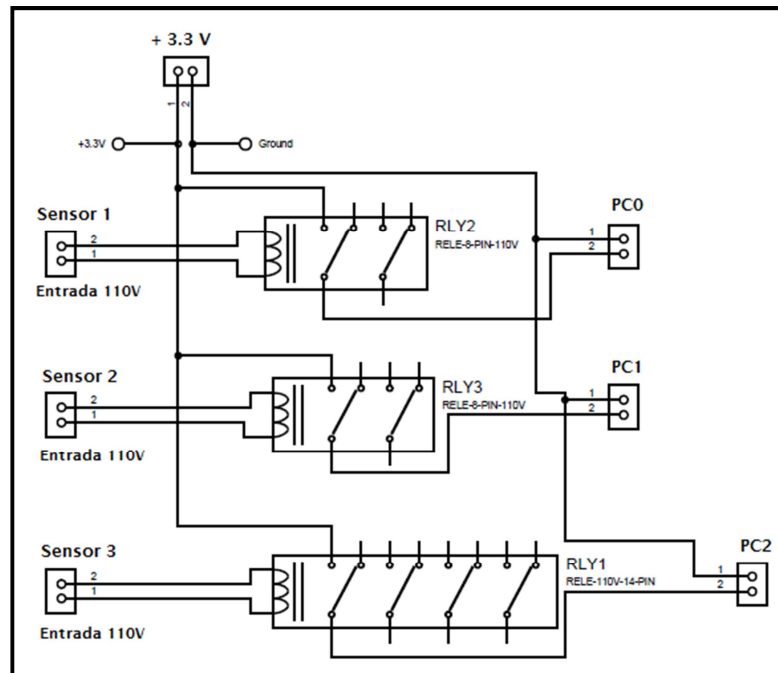 + 3.3 V
1
2
+3.3V
Ground
Sensor 1
2
1
Entrada 110V
RLY2
RELE-8-PIN-110V
PC0
1
2
Sensor 2
2
1
Entrada 110V
RLY3
RELE-8-PIN-110V
PC1
1
2
Sensor 3
2
1
Entrada 110V
RLY1
RELE-110V-14-PIN
PC2
1
2